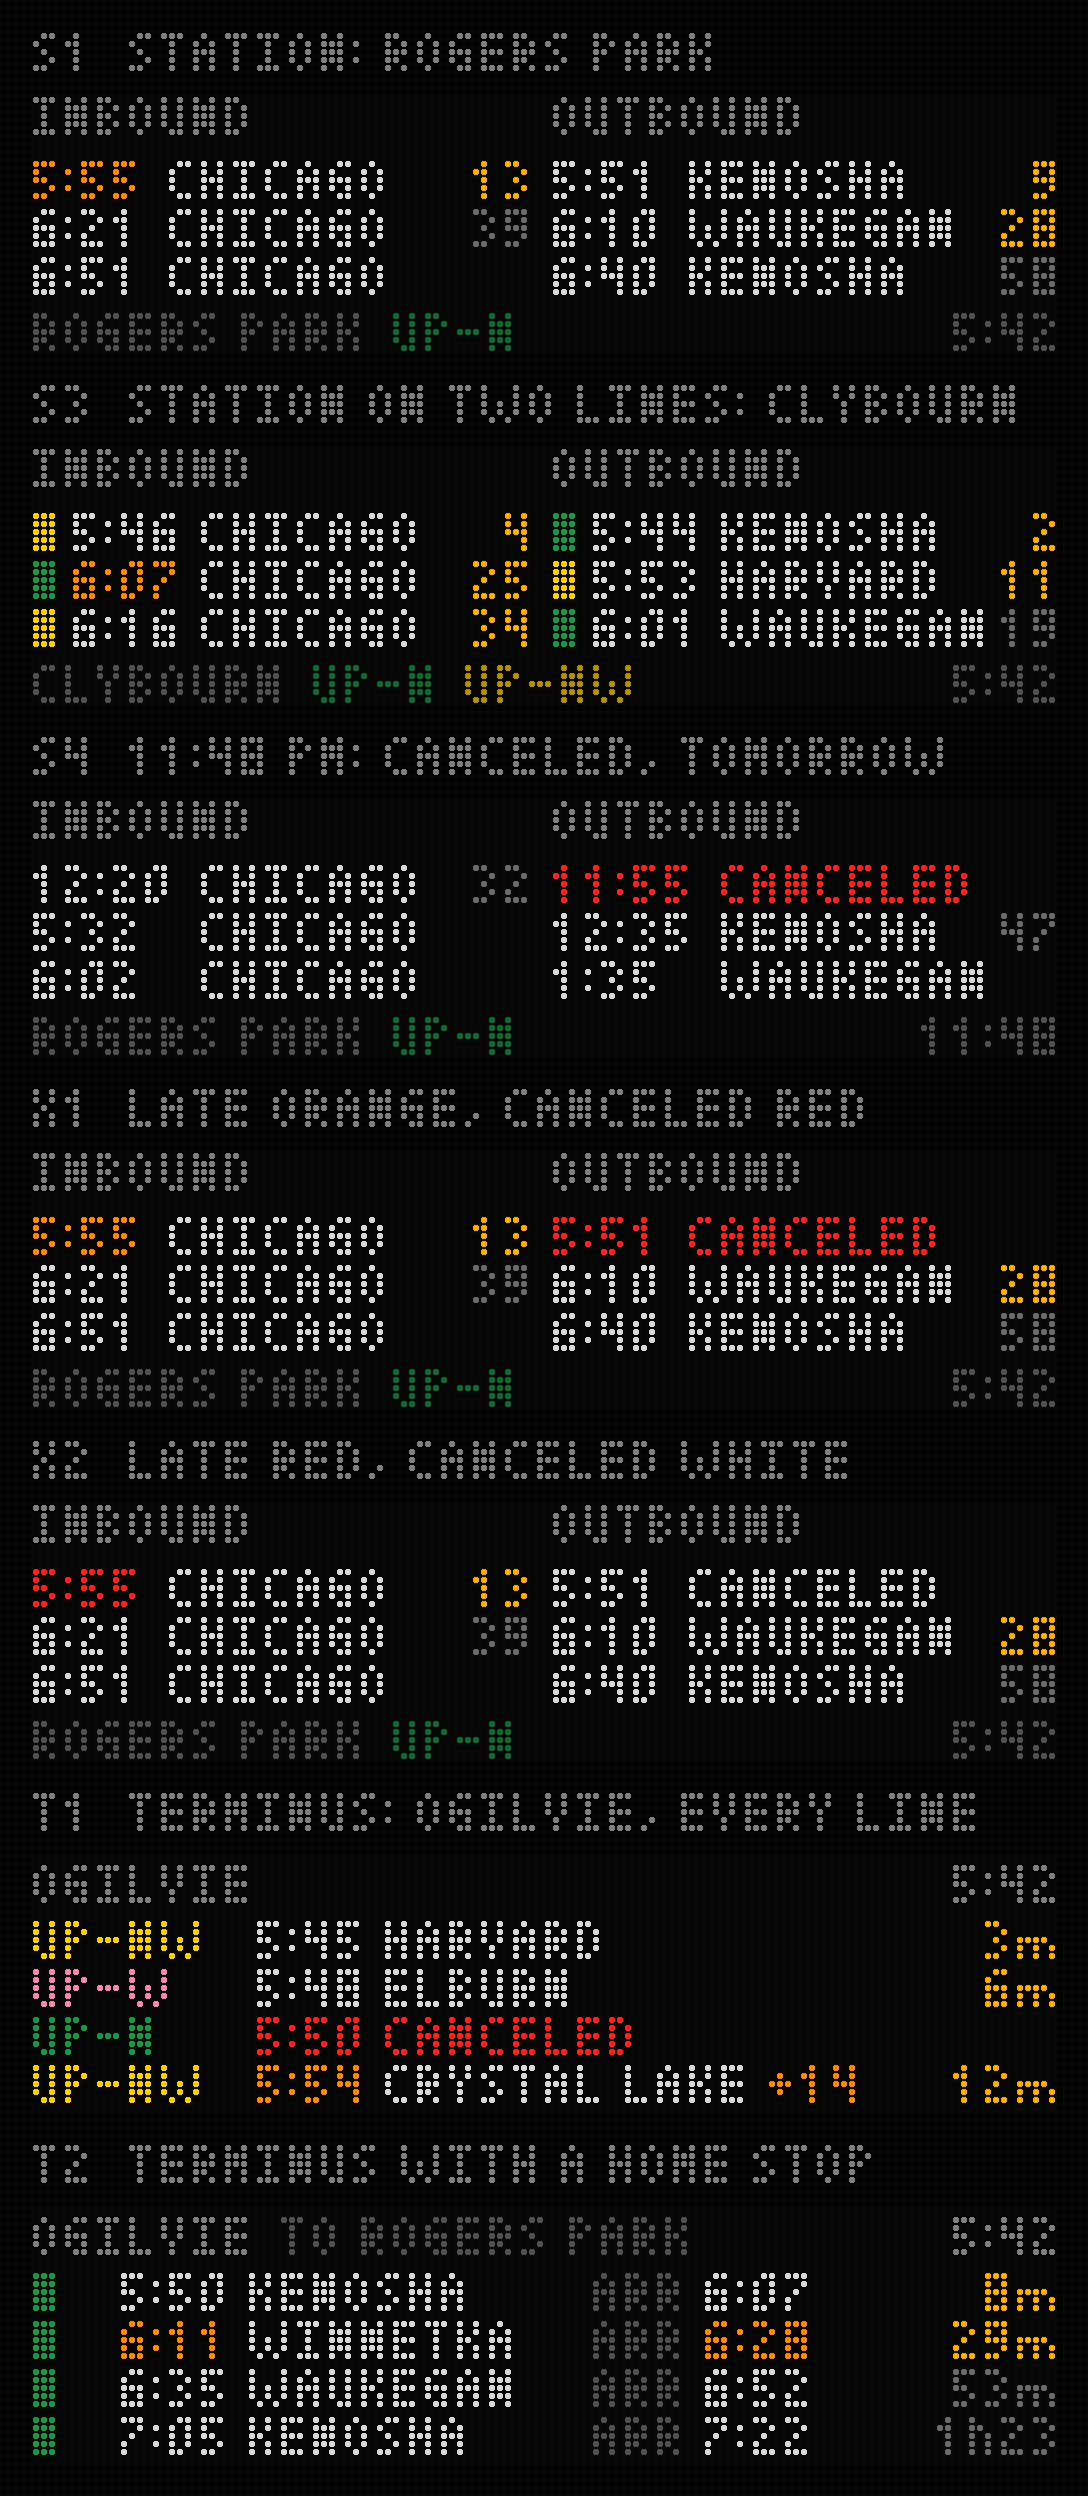 S1 STATION: ROGERS PARK
INBOUND OUTBOUND
5:55 CHICAGO 13 5:51 KENOSHA 9
6:21 CHICAGO 39 6:10 WAUKEGAN 28
6:51 CHICAGO 6:40 KENOSHA 58
ROGERS PARK UP-N 5:42
S3 STATION ON TWO LINES: CLYBOURN
INBOUND OUTBOUND
5:46 CHICAGO 4 5:44 KENOSHA 2
6:07 CHICAGO 25 5:53 HARVARD 11
6:16 CHICAGO 34 6:01 WAUKEGAN 19
CLYBOURN UP-N UP-NW 5:42
S4 11:48 PM: CANCELED, TOMORROW
INBOUND OUTBOUND
12:20 CHICAGO 32 11:55 CANCELED
5:32 CHICAGO 12:35 KENOSHA 47
6:02 CHICAGO 1:35 WAUKEGAN
ROGERS PARK UP-N 11:48
X1 LATE ORANGE, CANCELED RED
INBOUND OUTBOUND
5:55 CHICAGO 13 5:51 CANCELED
6:21 CHICAGO 39 6:10 WAUKEGAN 28
6:51 CHICAGO 6:40 KENOSHA 58
ROGERS PARK UP-N 5:42
X2 LATE RED, CANCELED WHITE
INBOUND OUTBOUND
5:55 CHICAGO 13 5:51 CANCELED
6:21 CHICAGO 39 6:10 WAUKEGAN 28
6:51 CHICAGO 6:40 KENOSHA 58
ROGERS PARK UP-N 5:42
T1 TERMINUS: OGILVIE, EVERY LINE
OGILVIE 5:42
UP-NW 5:45 HARVARD 3m
UP-W 5:48 ELBURN 6m
UP-N 5:50 CANCELED
UP-NW 5:54 CRYSTAL LAKE +14 12m
T2 TERMINUS WITH A HOME STOP
OGILVIE TO ROGERS PARK 5:42
5:50 KENOSHA ARR 6:07 8m
6:11 WINNETKA ARR 6:28 29m
6:35 WAUKEGAN ARR 6:52 53m
7:05 KENOSHA ARR 7:22 1h23